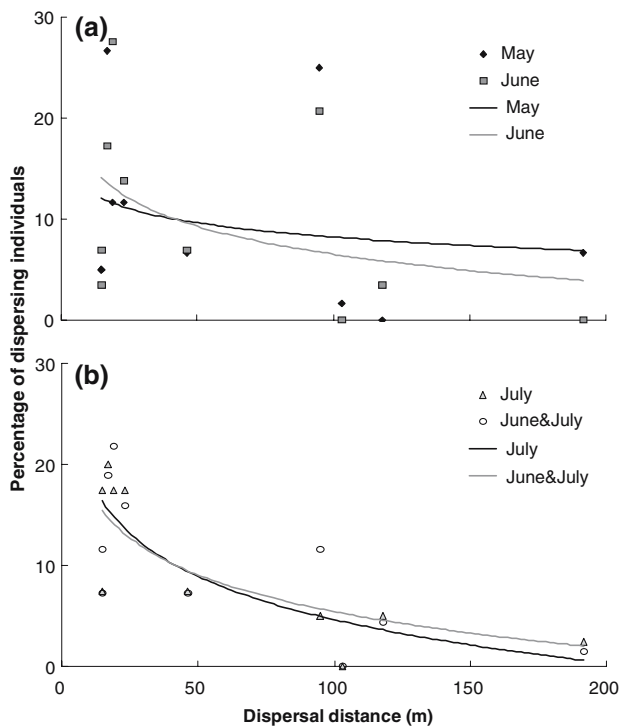 Percentage of dispersing individuals
(a)
30
20
10
0
May
June
May
June
(b)
30
20
10
0
July
June&July
July
June&July
0 50 100 150 200
Dispersal distance (m)